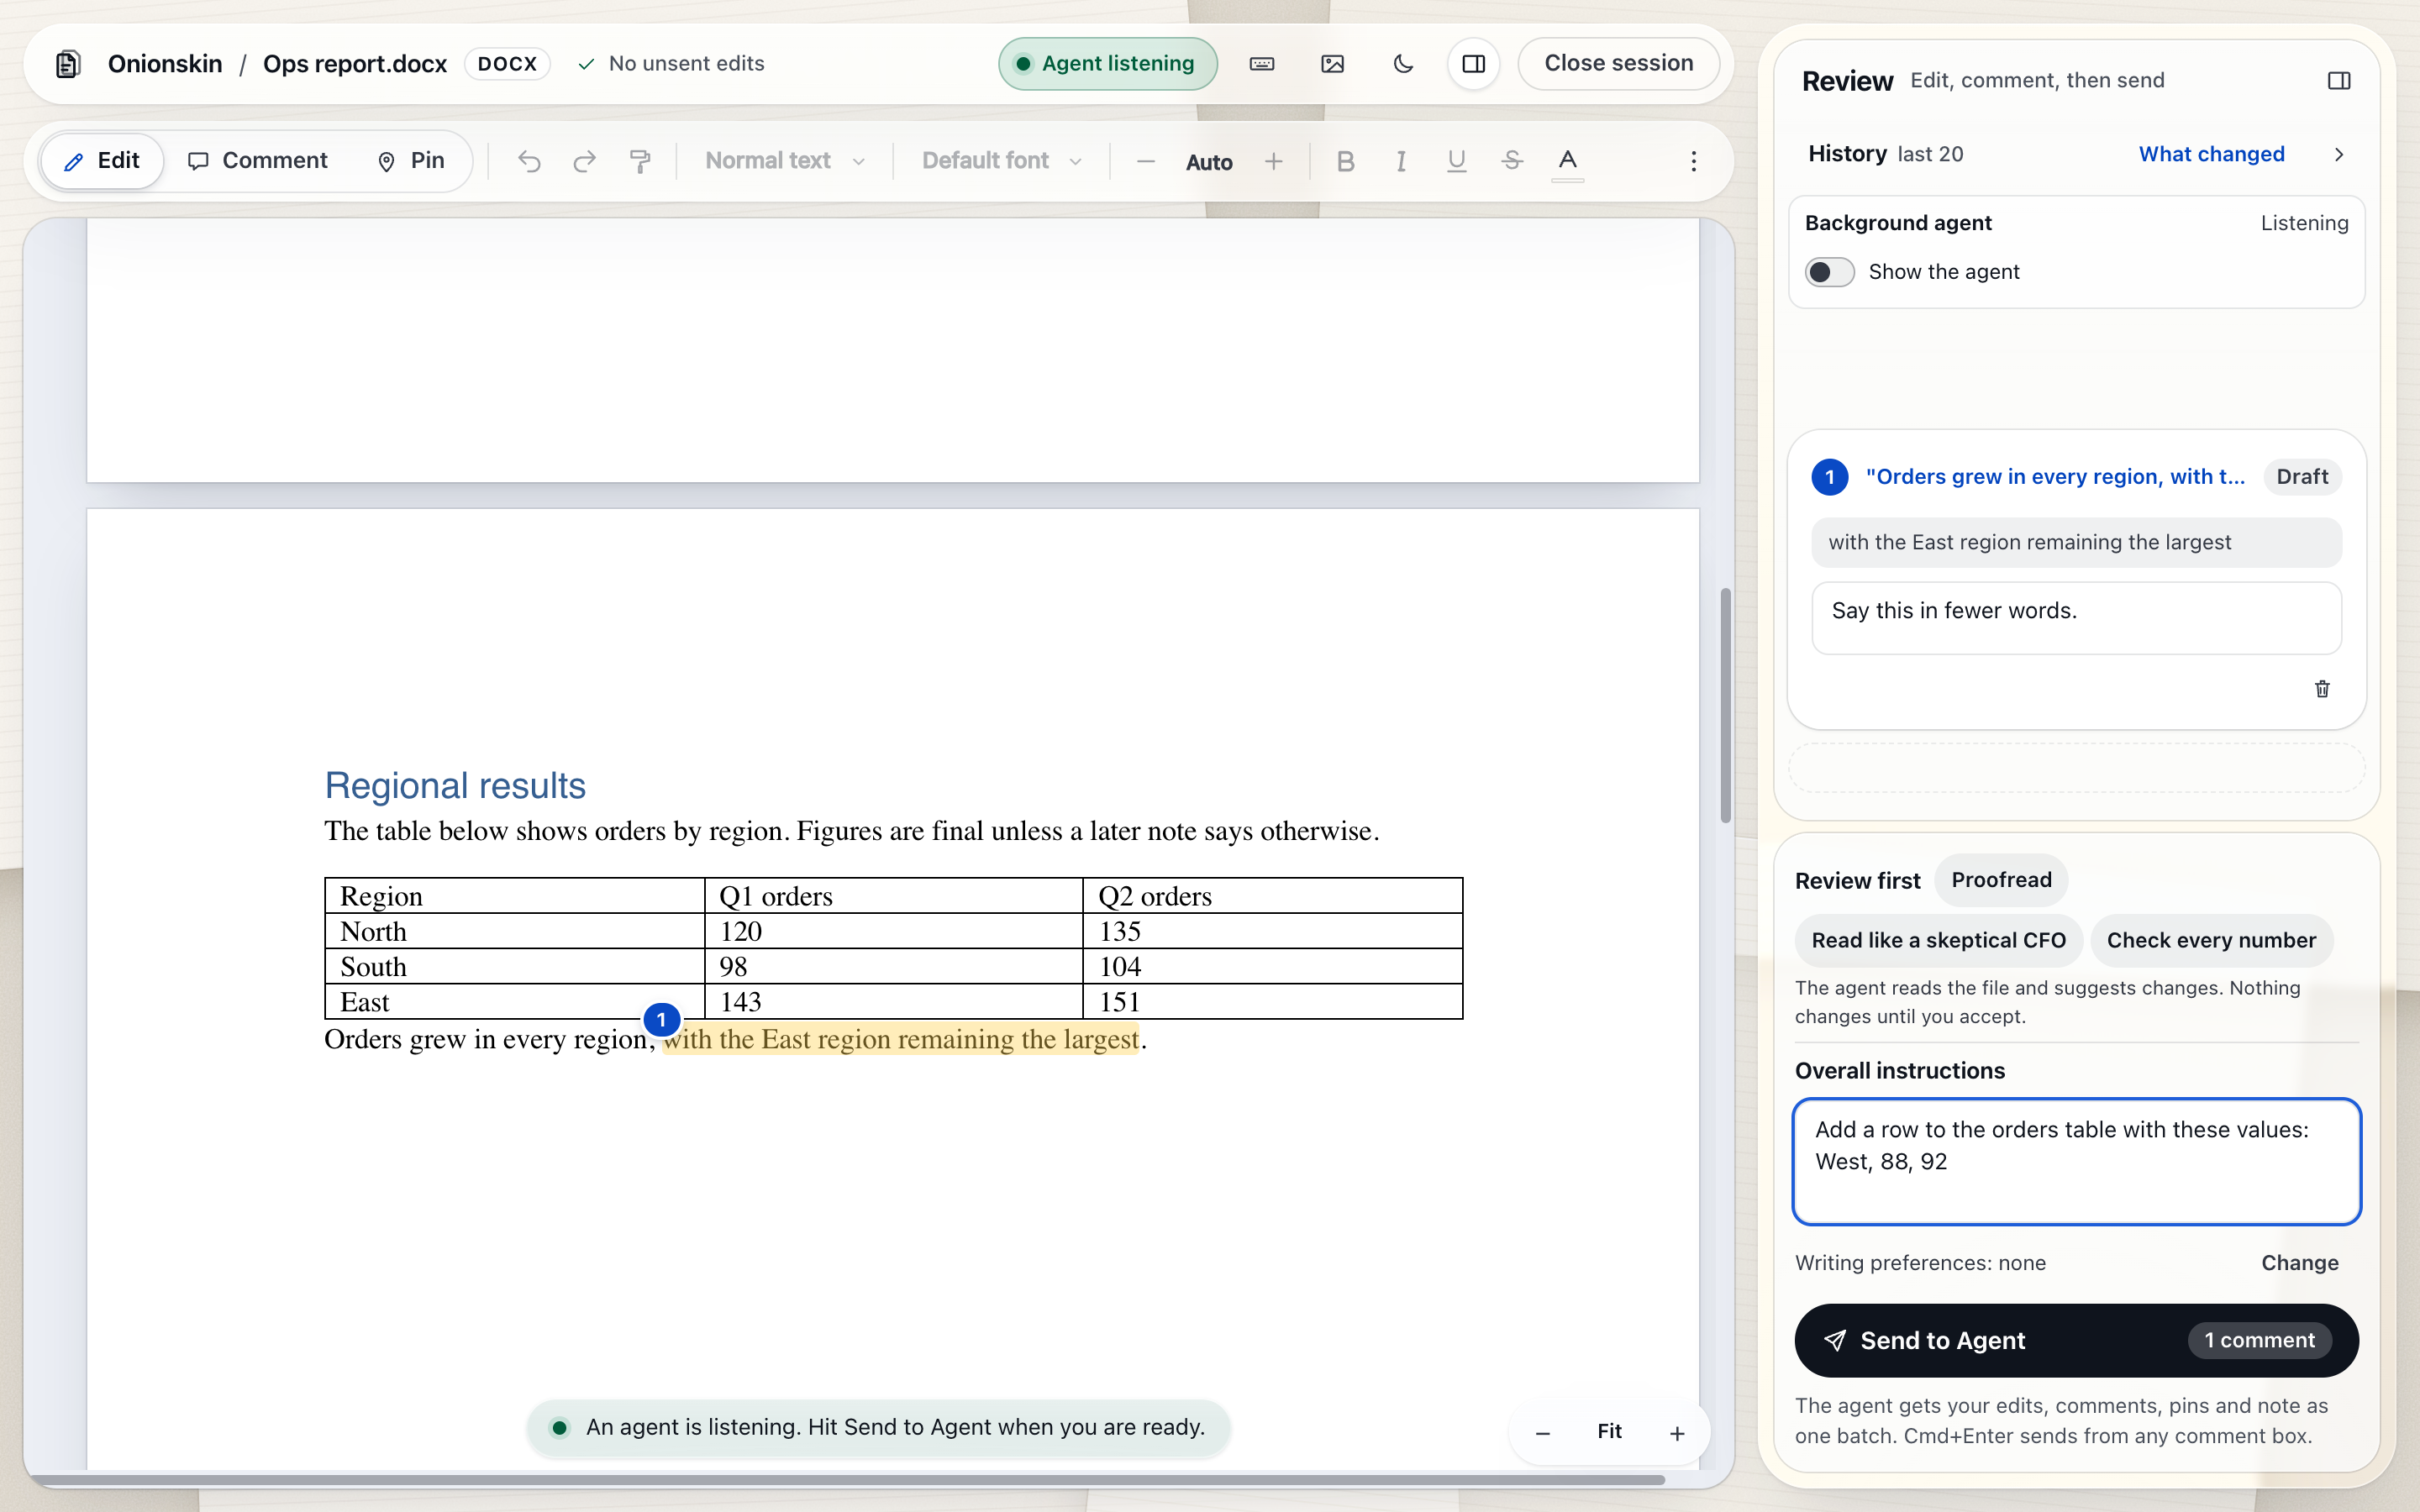 Onionskin / Ops report.docx DOCX No unsent edits Agent listening Close session
Edit Comment Pin Normal text Default font Auto B I U S A
Regional results
The table below shows orders by region. Figures are final unless a later note says otherwise.
Region Q1 orders Q2 orders
North 120 135
South 98 104
East 143 151
1
Orders grew in every region, with the East region remaining the largest.
An agent is listening. Hit Send to Agent when you are ready.
Fit
Review Edit, comment, then send
History last 20 What changed
Background agent Listening
Show the agent
1 "Orders grew in every region, with t... Draft
with the East region remaining the largest
Say this in fewer words.
Review first Proofread
Read like a skeptical CFO Check every number
The agent reads the file and suggests changes. Nothing
changes until you accept.
Overall instructions
Add a row to the orders table with these values:
West, 88, 92
Writing preferences: none Change
Send to Agent 1 comment
The agent gets your edits, comments, pins and note as
one batch. Cmd+Enter sends from any comment box.